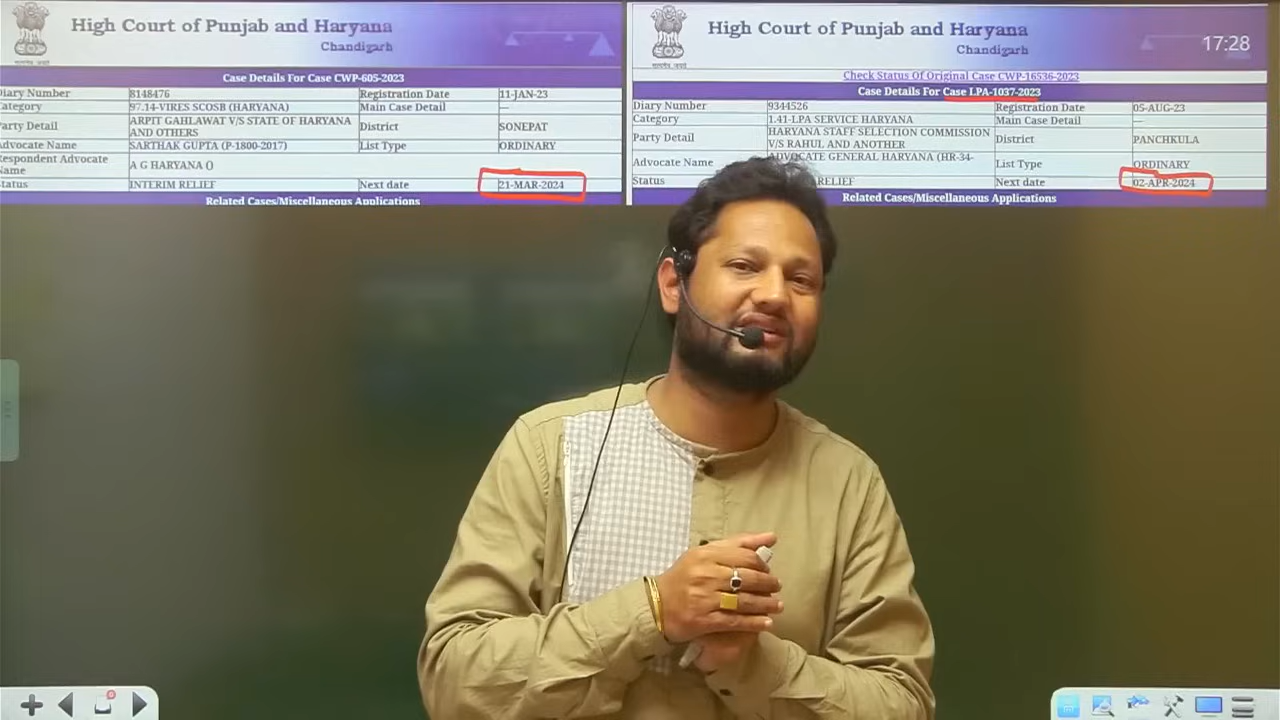 High Court of Punjab and Haryana
Chandigarh
Case Details For Case CWP-605-2023
Diary Number 8148476 Registration Date 11-JAN-23
ategory 97.14-VIRES SCOSB (HARYANA) Main Case Detail —
arty Detail ARPIT GAHLAWAT V/S STATE OF HARYANA AND OTHERS District SONEPAT
dvocate Name SARTHAK GUPTA (P-1800-2017) List Type ORDINARY
espondent Advocate Name A G HARYANA ()
tatus INTERIM RELIEF Next date 21-MAR-2024
Related Cases/Miscellaneous Applications
High Court of Punjab and Haryana
Chandigarh
17:28
Check Status Of Original Case CWP-16536-2023
Case Details For Case LPA-1037-2023
Diary Number 9344526 Registration Date 05-AUG-23
Category 1.41-LPA SERVICE HARYANA Main Case Detail —
Party Detail HARYANA STAFF SELECTION COMMISSION V/S RAHUL AND ANOTHER District PANCHKULA
Advocate Name ADVOCATE GENERAL HARYANA (HR-34- List Type ORDINARY
Status RELIEF Next date 02-APR-2024
Related Cases/Miscellaneous Applications